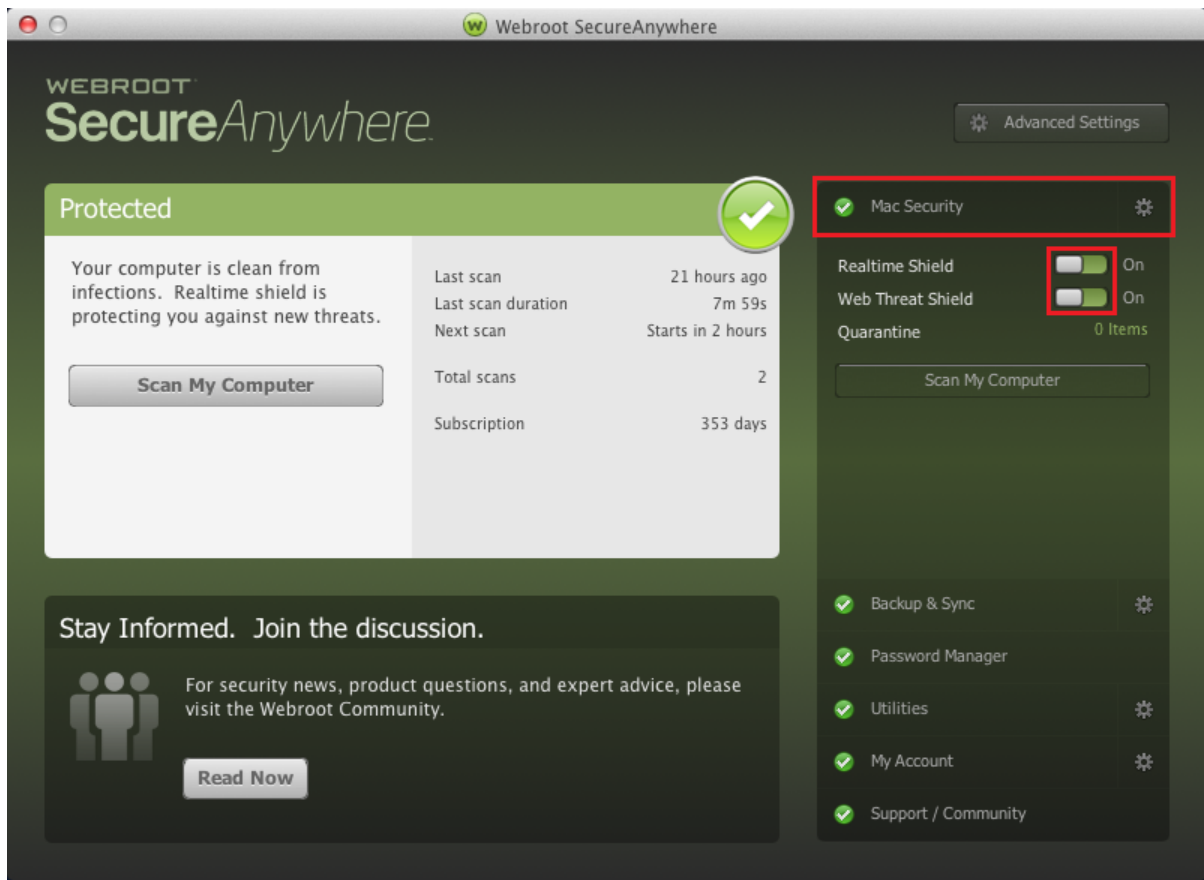 Webroot SecureAnywhere
WEBROOT
SecureAnywhere
Advanced Settings
Protected
Your computer is clean from
infections. Realtime shield is
protecting you against new threats.
Scan My Computer
Last scan 21 hours ago
Last scan duration 7m 59s
Next scan Starts in 2 hours
Total scans 2
Subscription 353 days
Mac Security
Realtime Shield On
Web Threat Shield On
Quarantine 0 Items
Scan My Computer
Backup & Sync
Password Manager
Utilities
My Account
Support / Community
Stay Informed. Join the discussion.
For security news, product questions, and expert advice, please
visit the Webroot Community.
Read Now